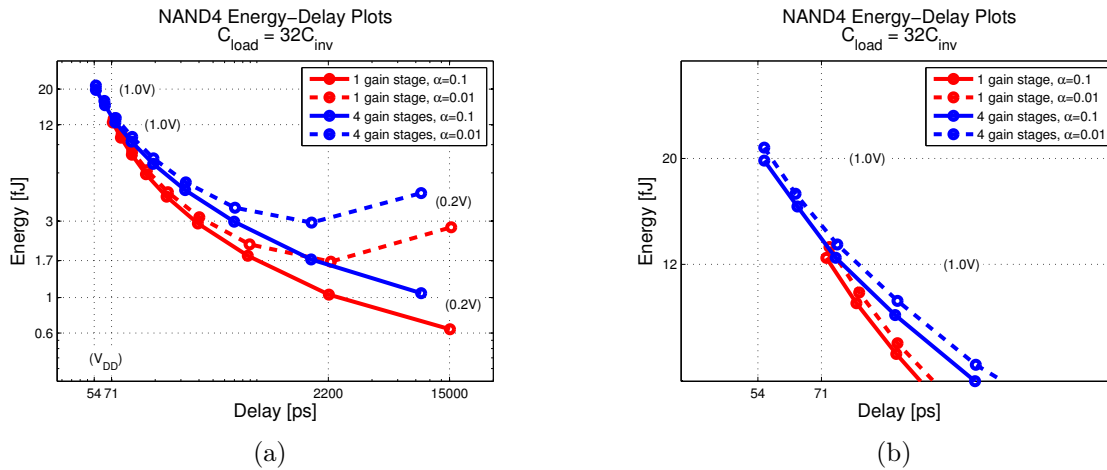 NAND4 Energy−Delay Plots
C_load = 32C_inv
1 gain stage, α=0.1
1 gain stage, α=0.01
4 gain stages, α=0.1
4 gain stages, α=0.01
(1.0V)
(1.0V)
(0.2V)
(0.2V)
(V_DD)
20
12
3
1.7
1
0.6
Energy [fJ]
54 71 2200 15000
Delay [ps]
(a)
NAND4 Energy−Delay Plots
C_load = 32C_inv
1 gain stage, α=0.1
1 gain stage, α=0.01
4 gain stages, α=0.1
4 gain stages, α=0.01
(1.0V)
(1.0V)
20
12
Energy [fJ]
54 71
Delay [ps]
(b)